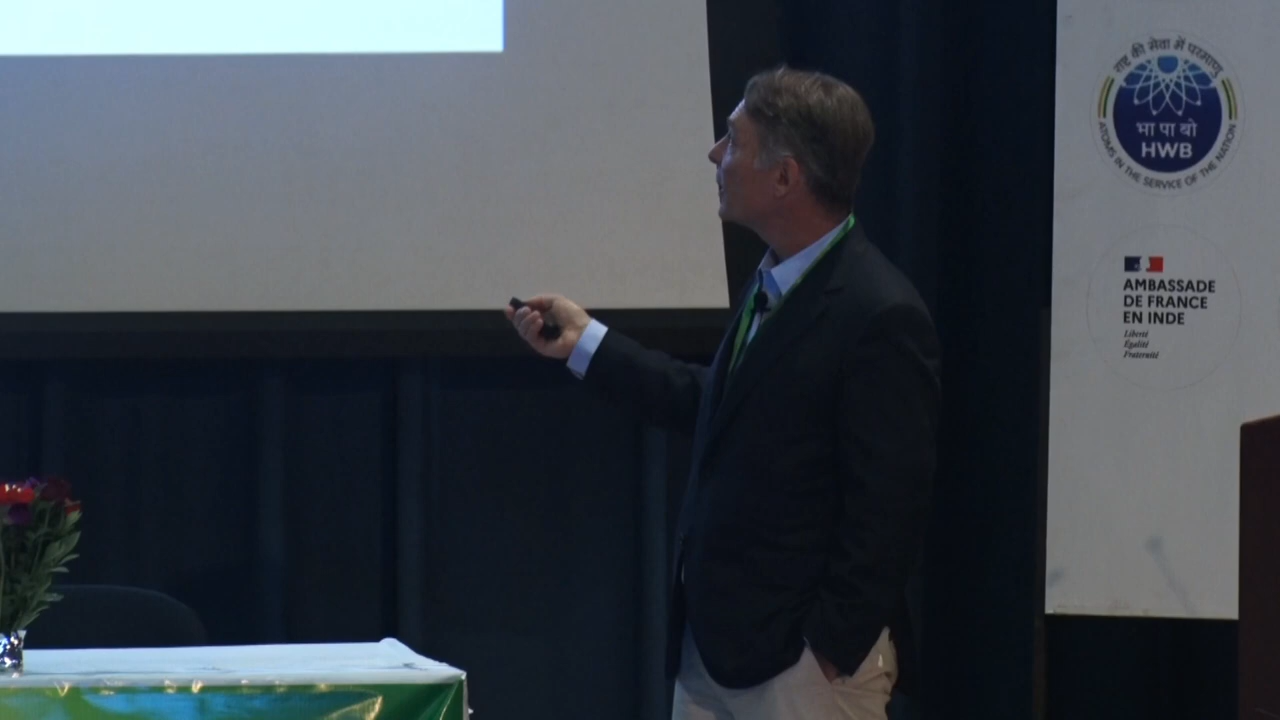 राष्ट्र की सेवा में परमाणु
भा पा बो
HWB
ATOMS IN THE SERVICE OF THE NATION
AMBASSADE
DE FRANCE
EN INDE
Liberté
Égalité
Fraternité